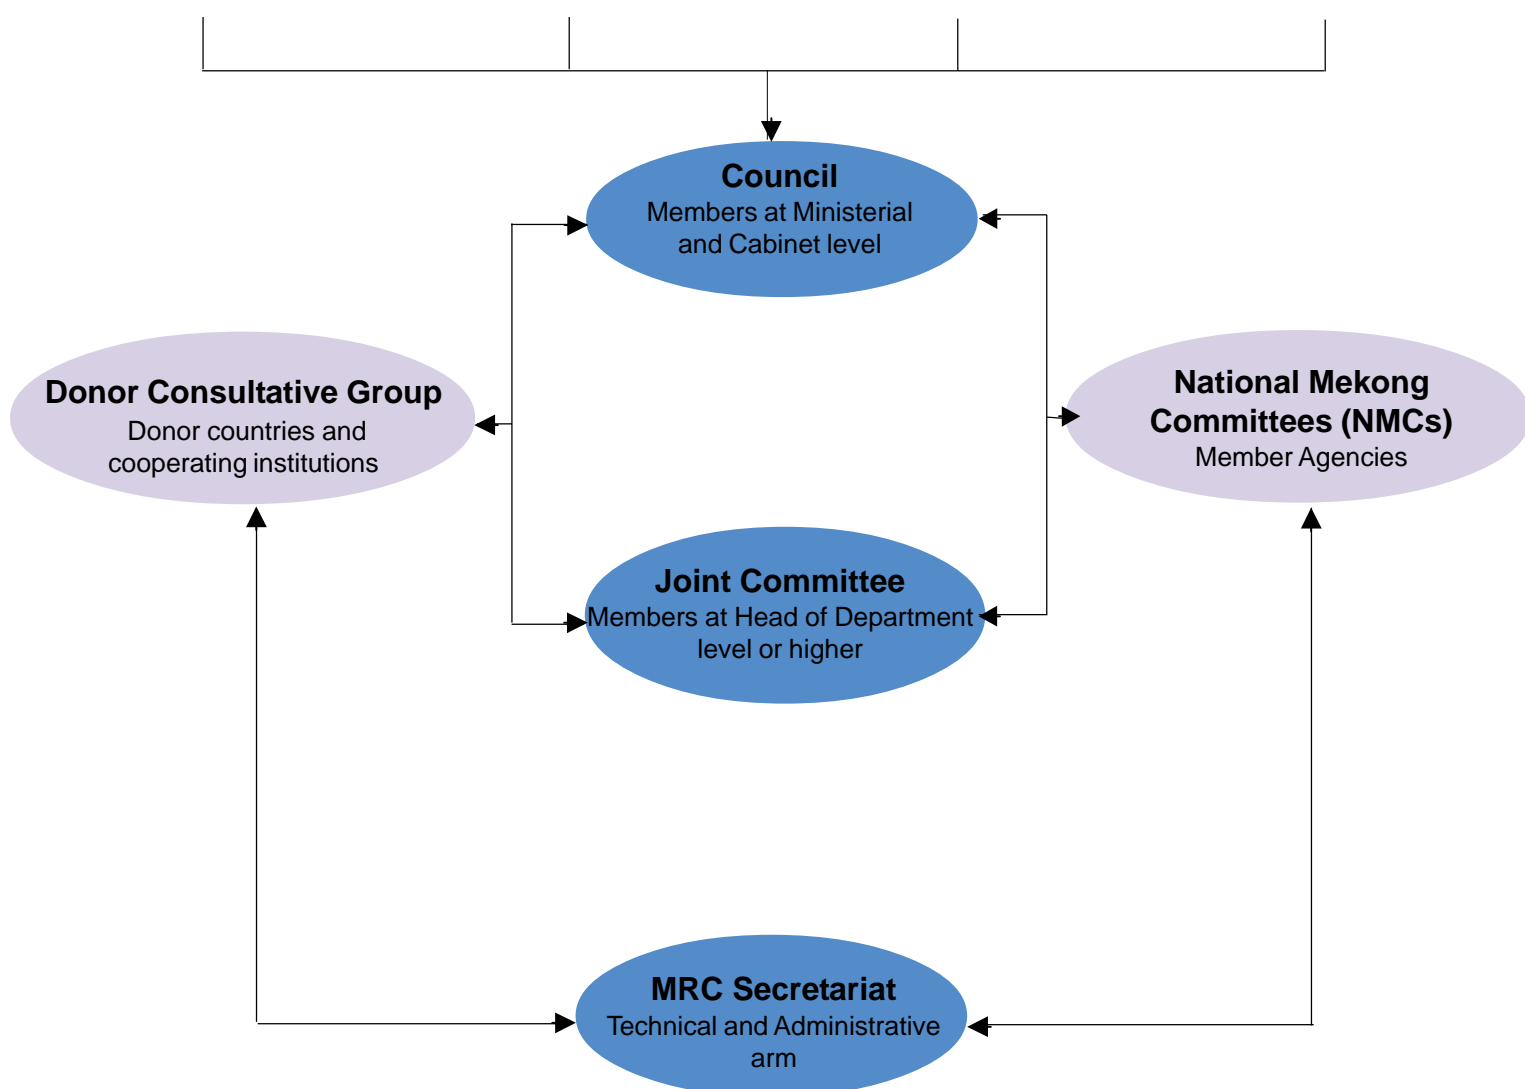 Council
Members at Ministerial
and Cabinet level
Donor Consultative Group
Donor countries and
cooperating institutions
National Mekong
Committees (NMCs)
Member Agencies
Joint Committee
Members at Head of Department
level or higher
MRC Secretariat
Technical and Administrative
arm